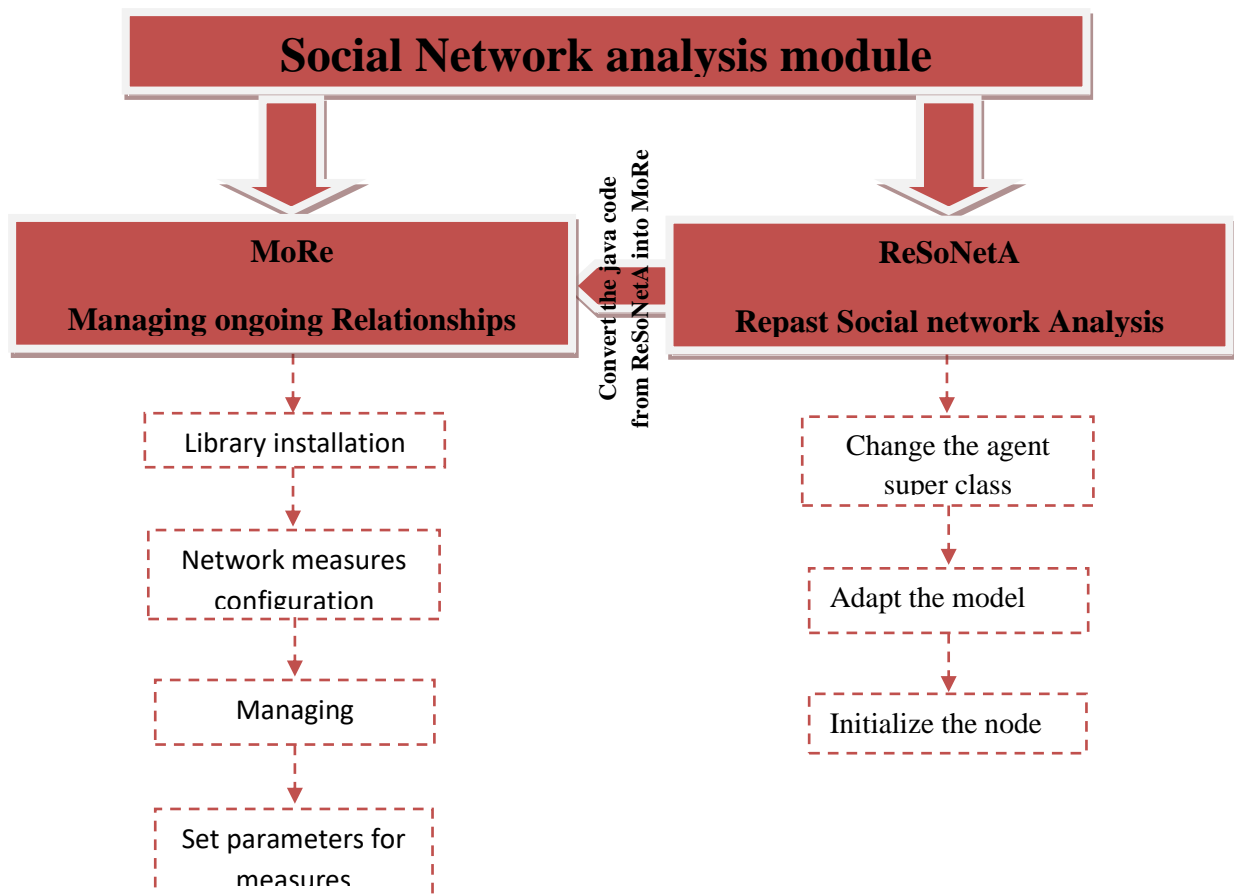 Social Network analysis module
MoRe
Managing ongoing Relationships
Convert the java code
from ReSoNetA into MoRe
ReSoNetA
Repast Social network Analysis
Library installation
Network measures
configuration
Managing
Set parameters for
measures
Change the agent
super class
Adapt the model
Initialize the node